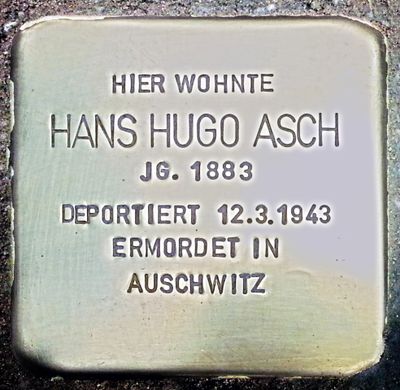 HIER WOHNTE
HANS HUGO ASCH
JG. 1883
DEPORTIERT 12.3.1943
ERMORDET IN
AUSCHWITZ